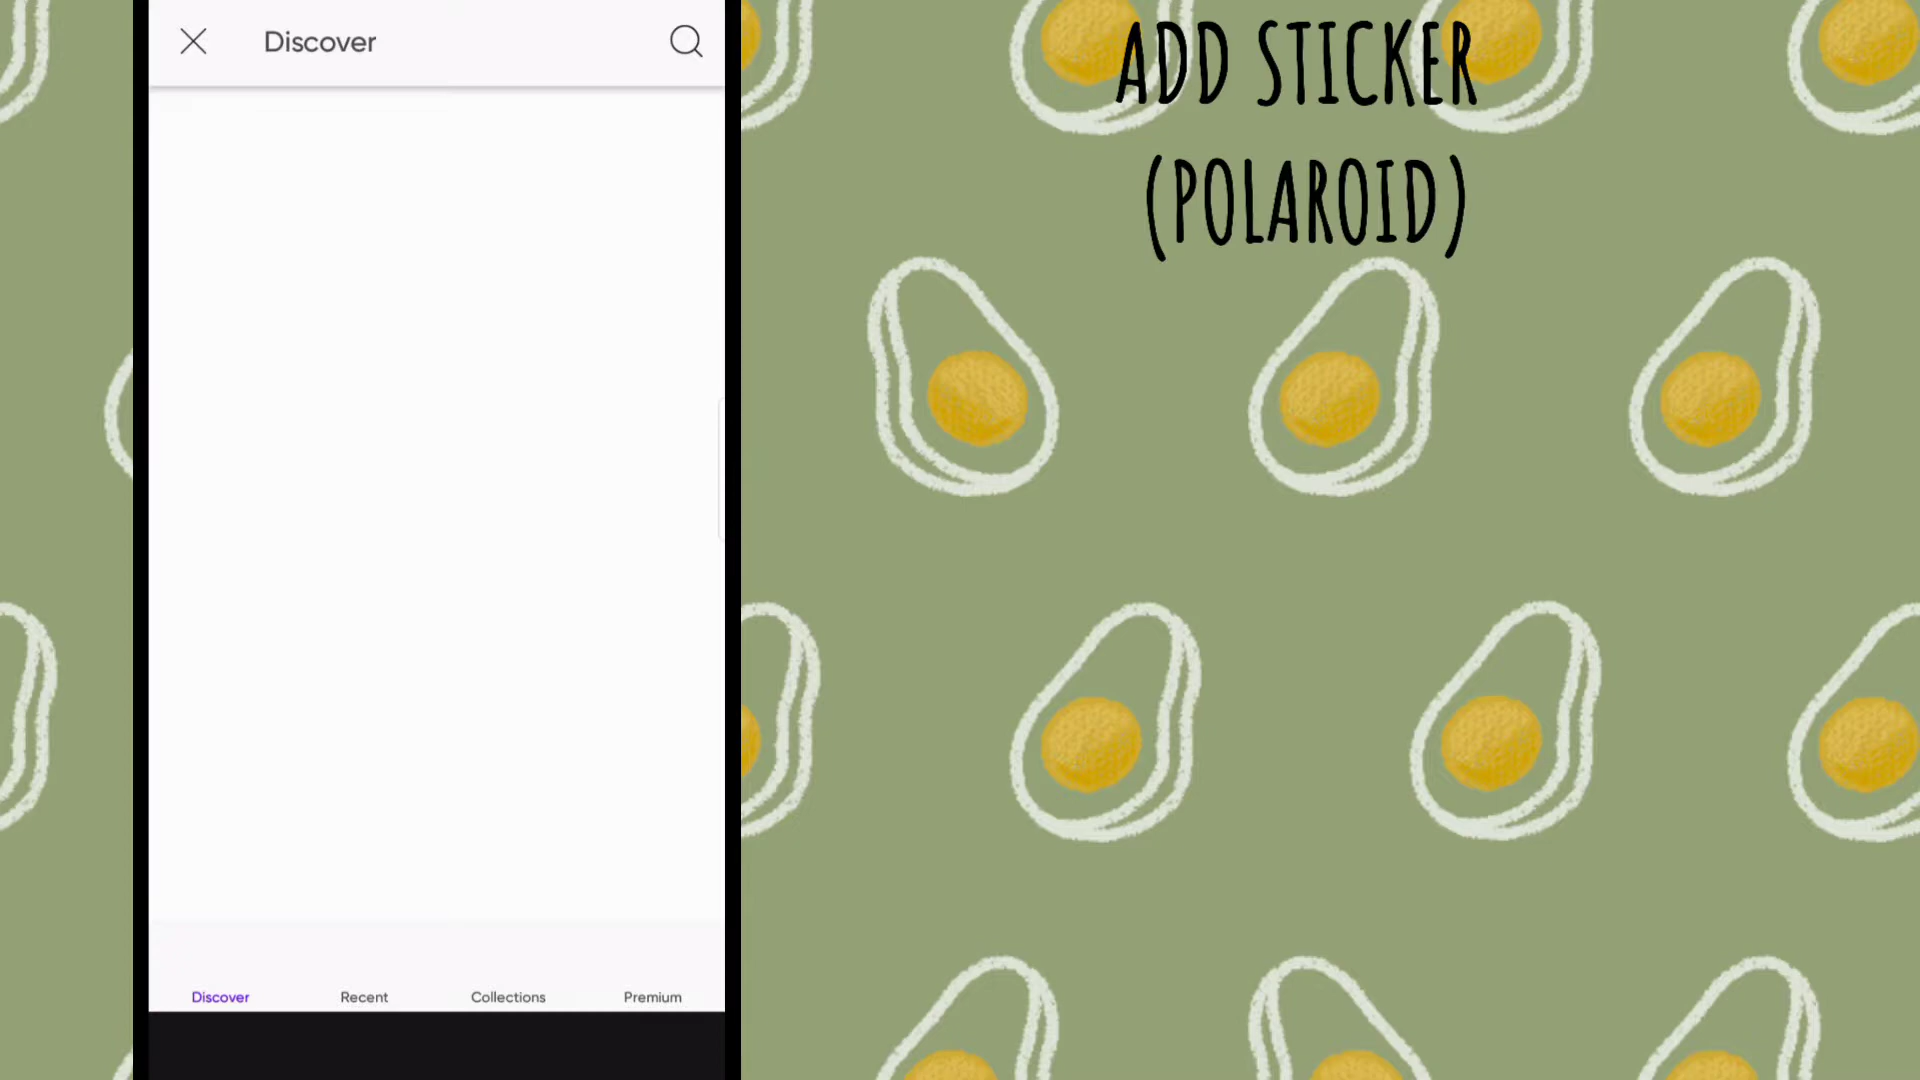 Discover
ADD STICKER
(POLAROID)
Discover
Recent
Collections
Premium